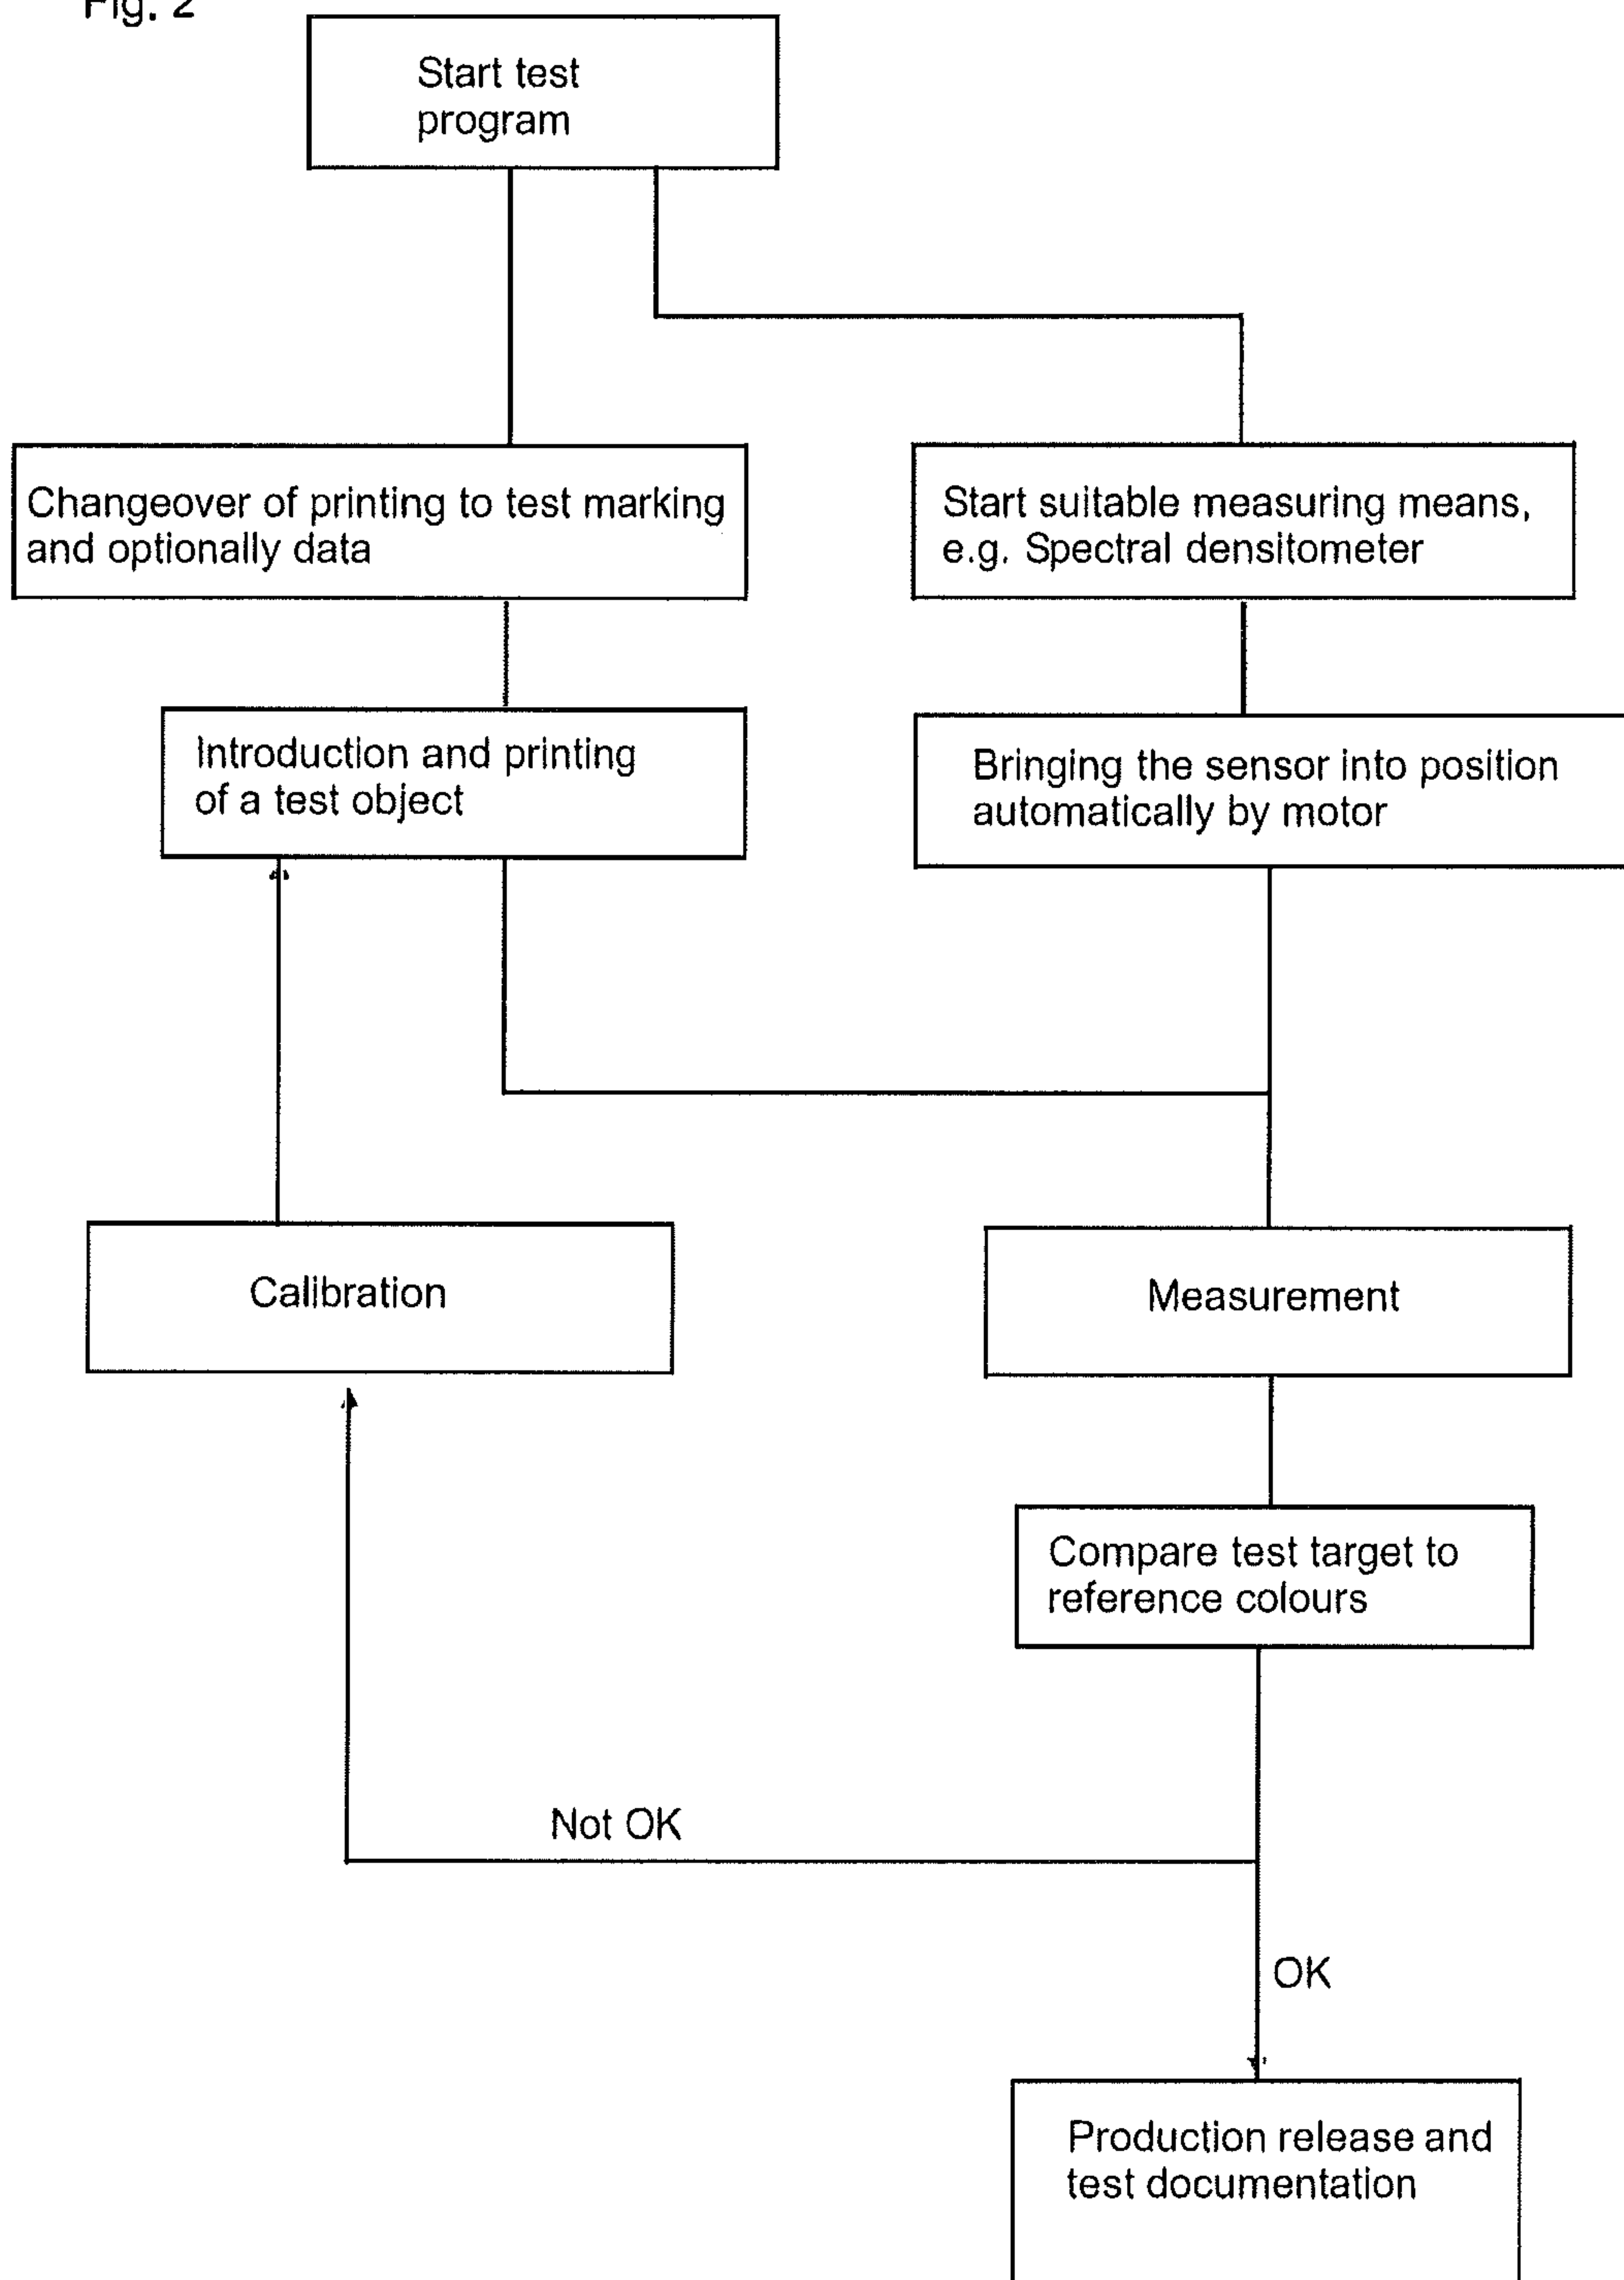 Fig. 2
Start test
program
Changeover of printing to test marking
and optionally data
Start suitable measuring means,
e.g. Spectral densitometer
Introduction and printing
of a test object
Bringing the sensor into position
automatically by motor
Calibration
Measurement
Compare test target to
reference colours
Not OK
OK
Production release and
test documentation